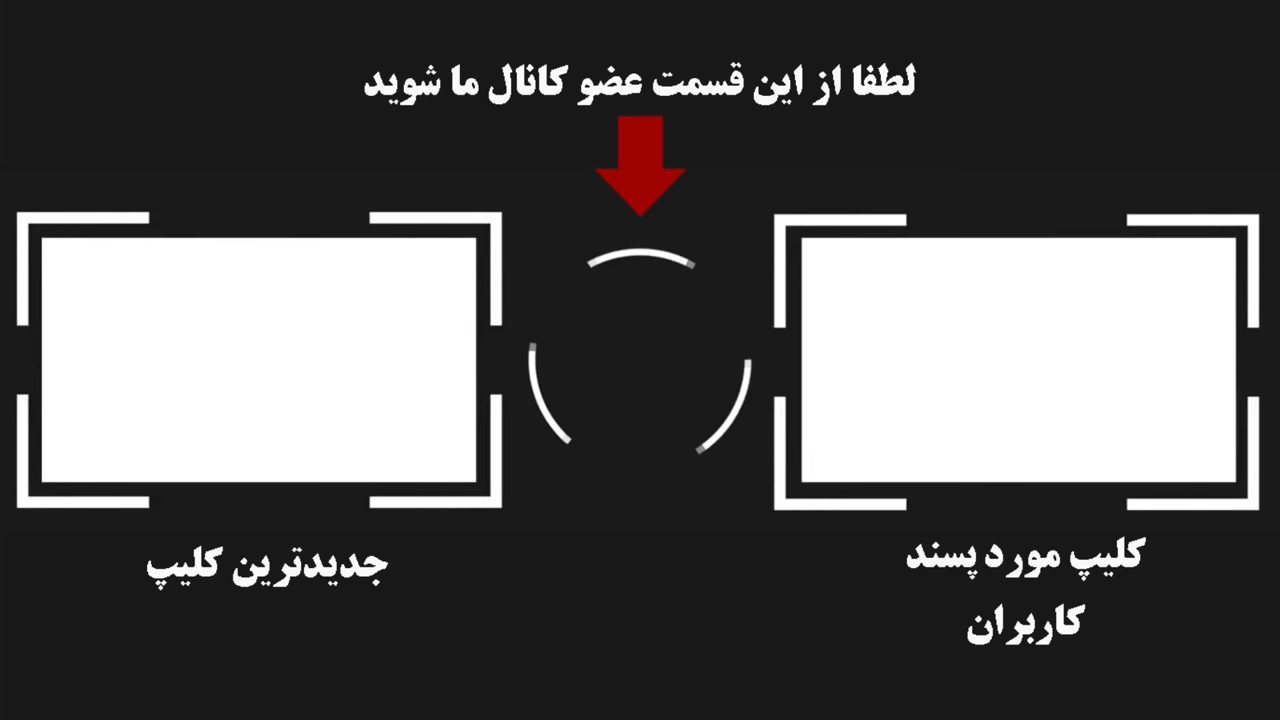 لطفا از این قسمت عضو کانال ما شوید
کلیپ مورد پسند
کاربران
جدیدترین کلیپ